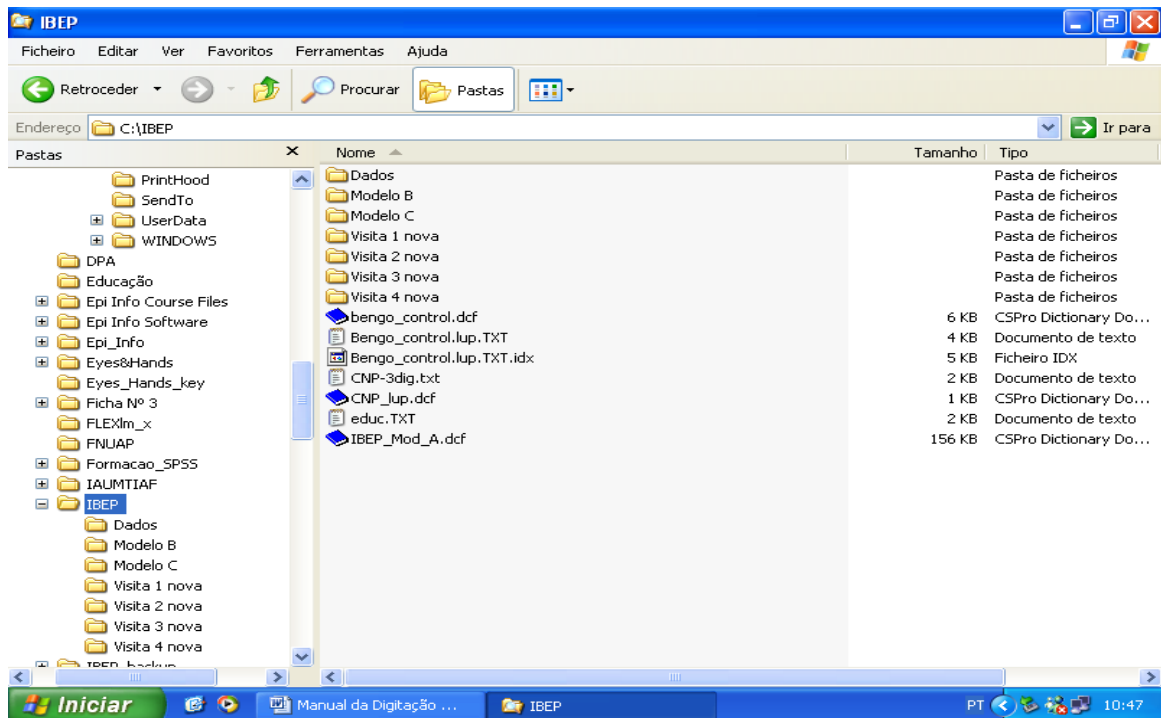 IBEP
Ficheiro Editar Ver Favoritos Ferramentas Ajuda
Retroceder Procurar Pastas
Endereço C:\IBEP Ir para
Pastas
PrintHood
SendTo
UserData
WINDOWS
DPA
Educação
Epi Info Course Files
Epi Info Software
Epi_Info
Eyes&Hands
Eyes_Hands_key
Ficha Nº 3
FLEXlm_x
FNUAP
Formacao_SPSS
IAUMTIAF
IBEP
Dados
Modelo B
Modelo C
Visita 1 nova
Visita 2 nova
Visita 3 nova
Visita 4 nova
IBEP_backup
Nome Tamanho Tipo
Dados Pasta de ficheiros
Modelo B Pasta de ficheiros
Modelo C Pasta de ficheiros
Visita 1 nova Pasta de ficheiros
Visita 2 nova Pasta de ficheiros
Visita 3 nova Pasta de ficheiros
Visita 4 nova Pasta de ficheiros
bengo_control.dcf 6 KB CSPro Dictionary Do...
Bengo_control.lup.TXT 4 KB Documento de texto
Bengo_control.lup.TXT.idx 5 KB Ficheiro IDX
CNP-3dig.txt 2 KB Documento de texto
CNP_lup.dcf 1 KB CSPro Dictionary Do...
educ.TXT 2 KB Documento de texto
IBEP_Mod_A.dcf 156 KB CSPro Dictionary Do...
Iniciar Manual da Digitação ... IBEP PT 10:47